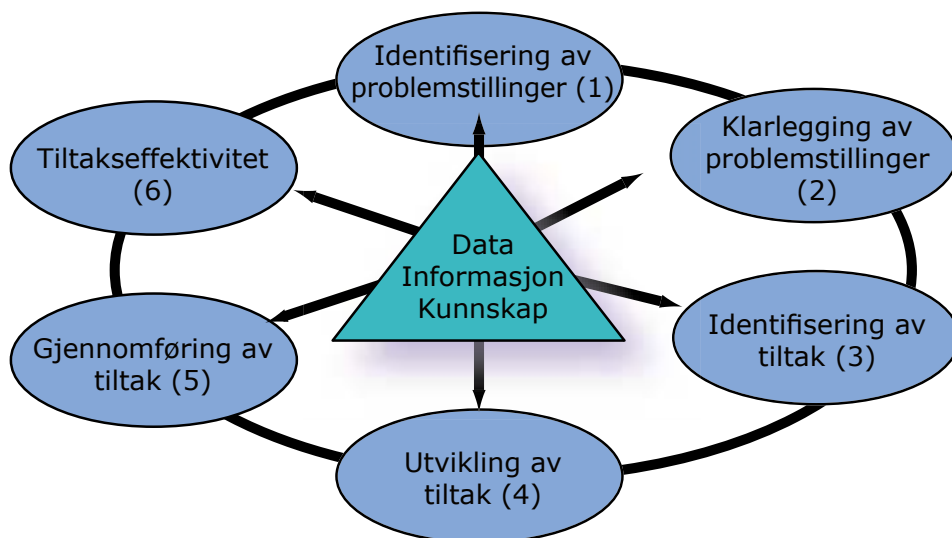 Identifisering av
problemstillinger (1)
Klarlegging av
problemstillinger
(2)
Identifisering av
tiltak (3)
Utvikling av
tiltak (4)
Gjennomføring av
tiltak (5)
Tiltakseffektivitet
(6)
Data
Informasjon
Kunnskap